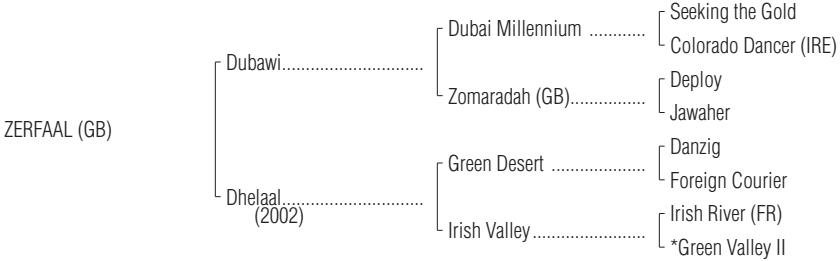 Seeking the Gold
Dubai Millennium ............
Colorado Dancer (IRE)
Dubawi..............................
Deploy
Zomaradah (GB)................
Jawaher
ZERFAAL (GB)
Danzig
Green Desert ....................
Foreign Courier
Dhelaal..............................
(2002)
Irish River (FR)
Irish Valley........................
*Green Valley II